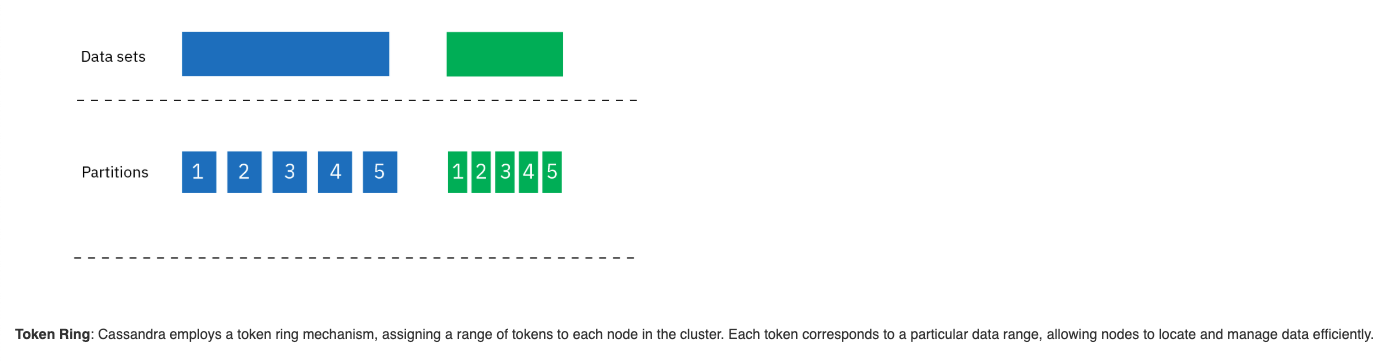 Data sets
Partitions 1 2 3 4 5 1 2 3 4 5
Token Ring: Cassandra employs a token ring mechanism, assigning a range of tokens to each node in the cluster. Each token corresponds to a particular data range, allowing nodes to locate and manage data efficiently.